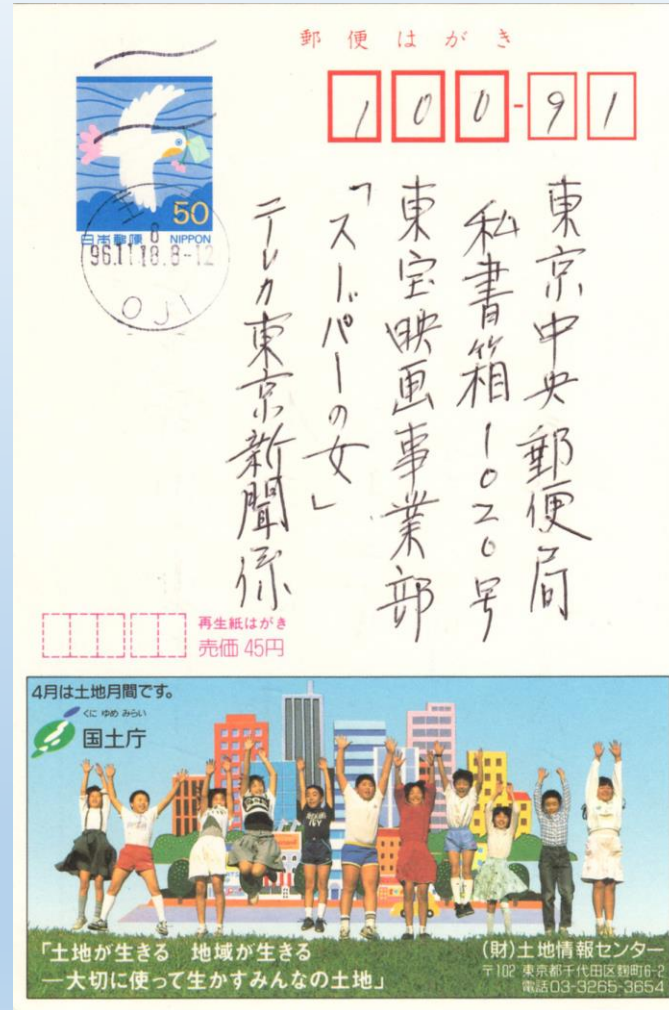 郵便はがき
100-91
50
日本郵便 NIPPON
王子
96.11.18.8-12
OJI
東京中央郵便局
私書箱1020号
東宝映画事業部
「スーパーの女」
テレカ東京新聞係
再生紙はがき
売価 45円
4月は土地月間です。
くに ゆめ みらい
国土庁
「土地が生きる 地域が生きる
―大切に使って生かすみんなの土地」
(財)土地情報センター
〒102 東京都千代田区麹町6-2
電話03-3265-3654